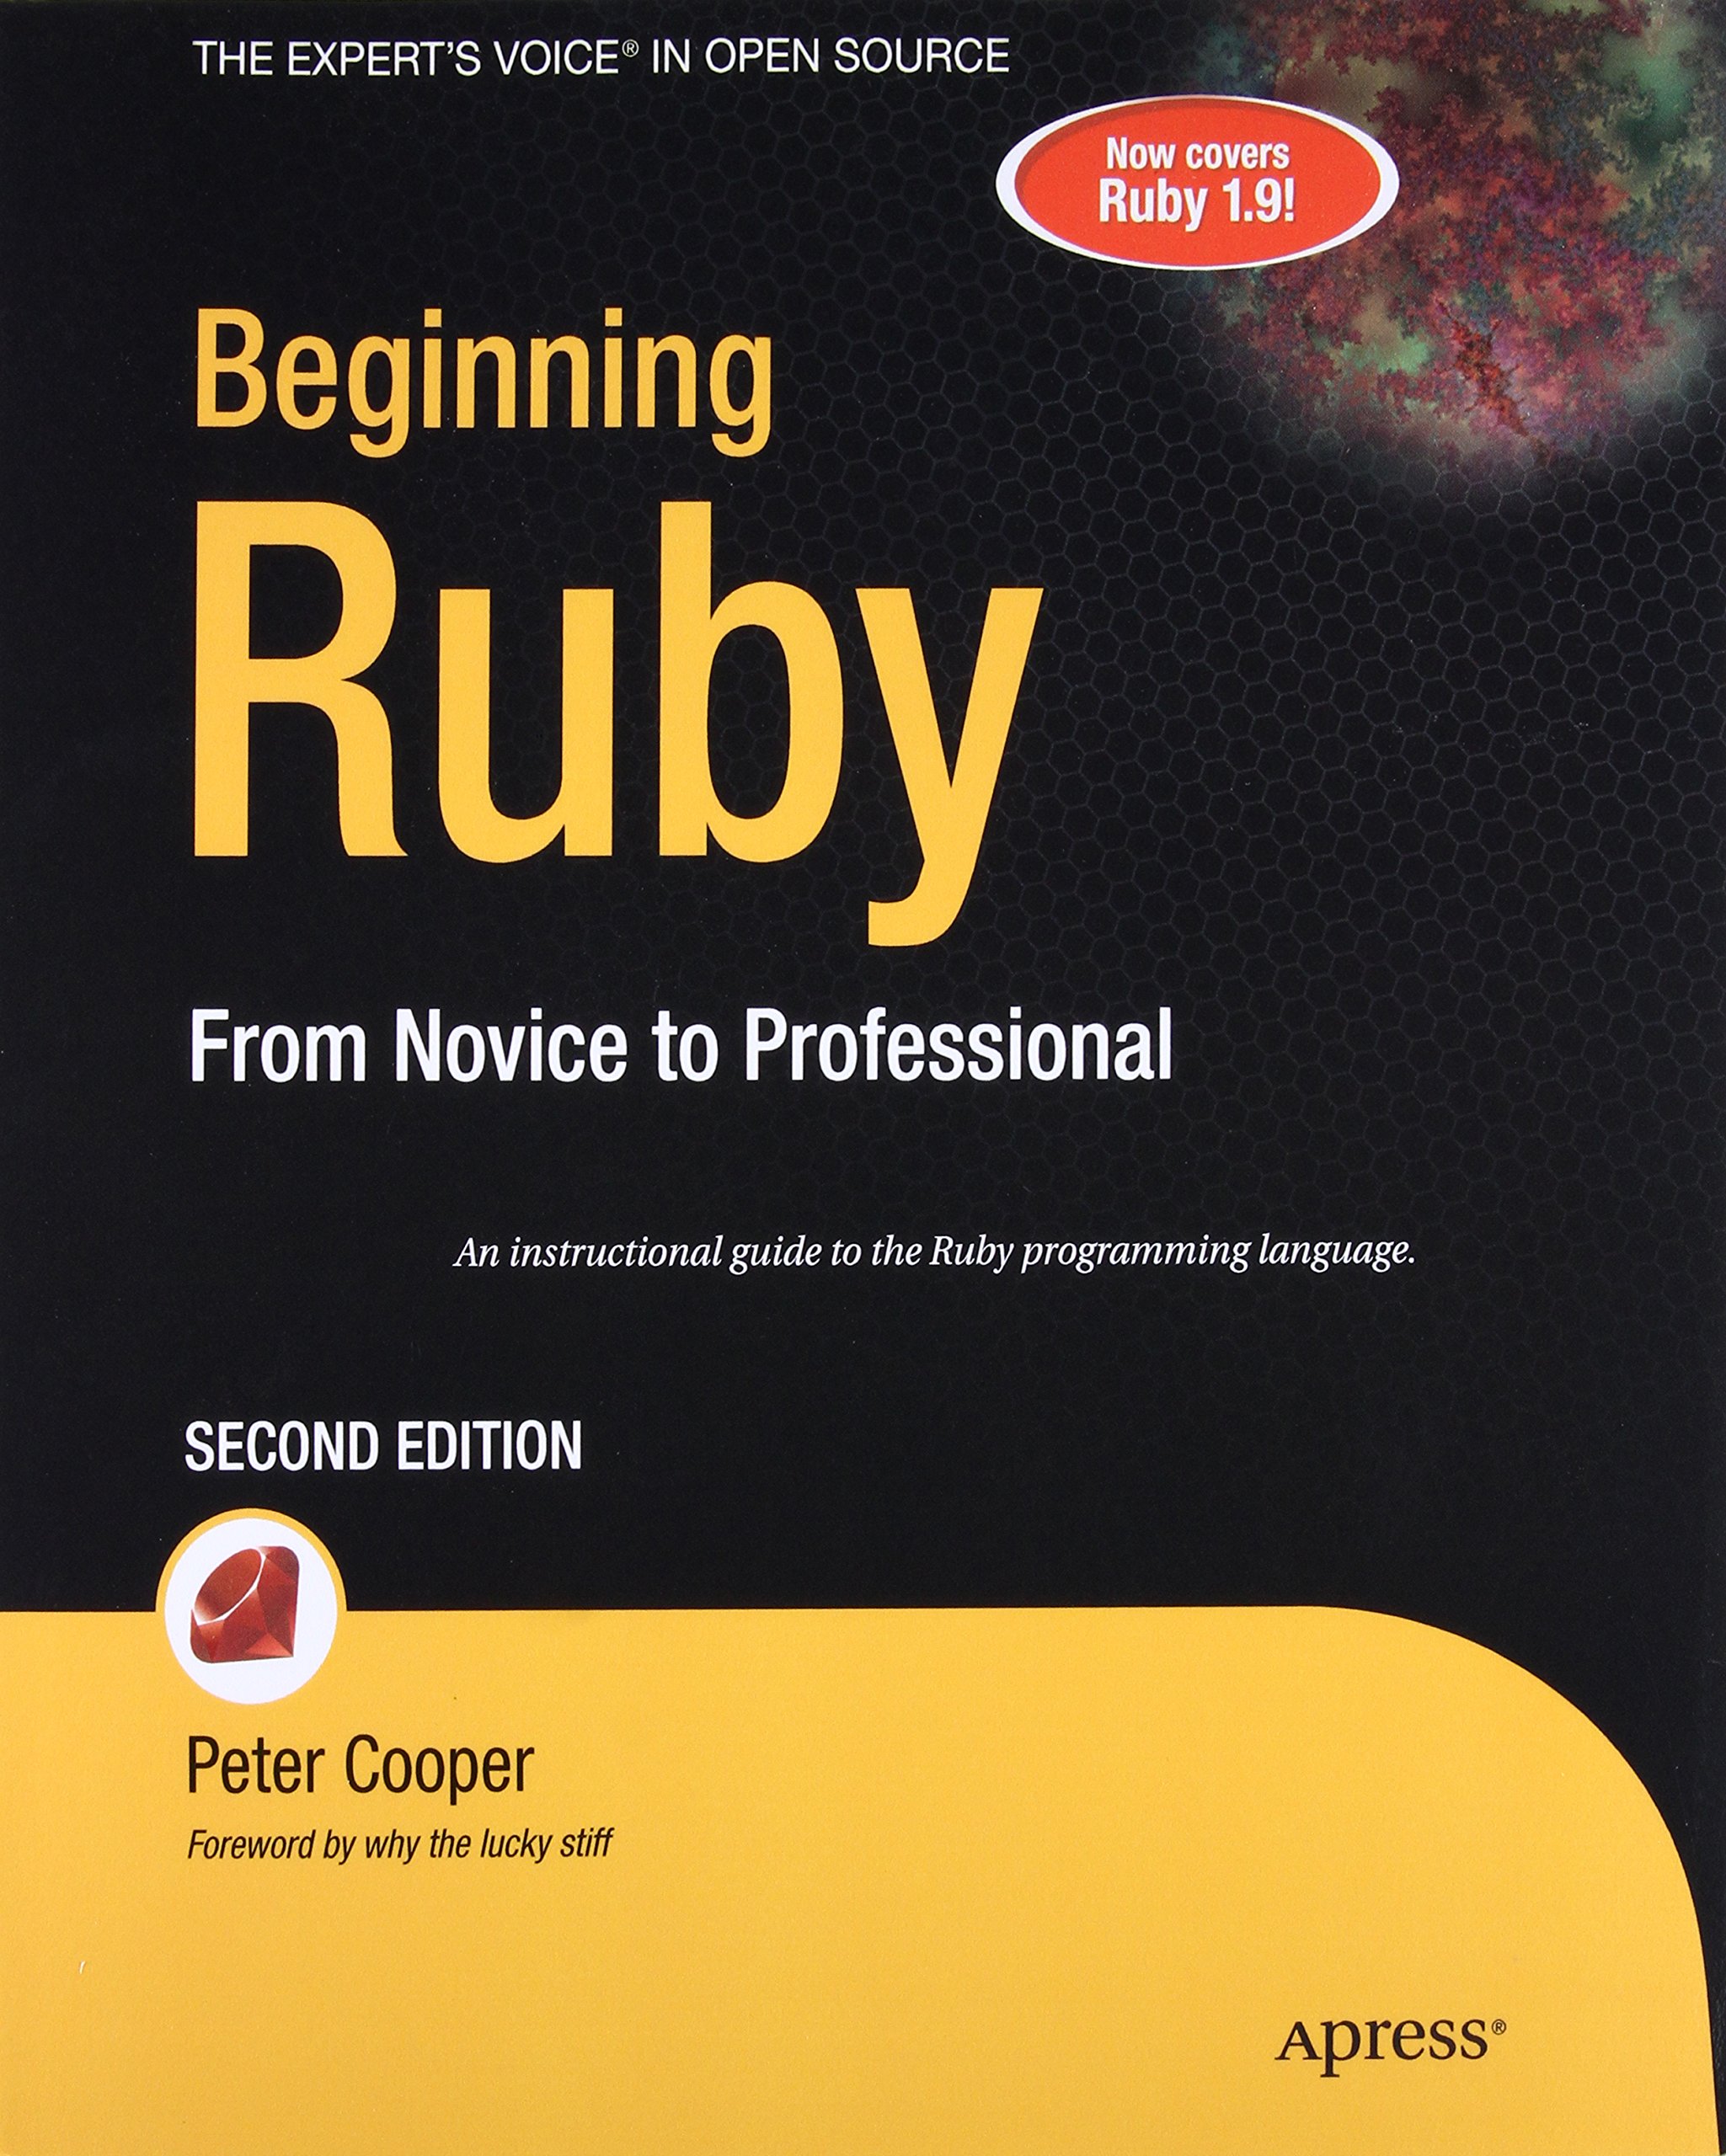 THE EXPERT'S VOICE® IN OPEN SOURCE
Now covers
Ruby 1.9!
Beginning
Ruby
From Novice to Professional
An instructional guide to the Ruby programming language.
SECOND EDITION
Peter Cooper
Foreword by why the lucky stiff
Apress®